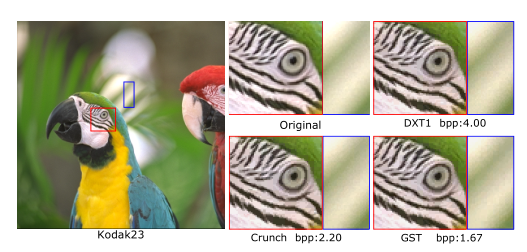 Original
DXT1 bpp:4.00
Kodak23
Crunch bpp:2.20
GST bpp:1.67